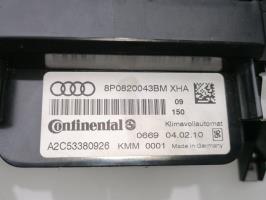 8P0820043BM XHA
09
150
Continental
Klimavollautomat
0669 04.02.10
A2C53380926 KMM 0001 Made in Germany